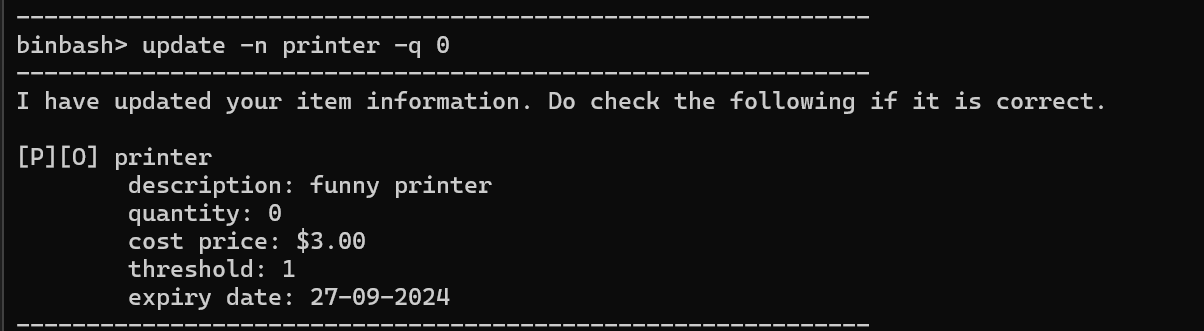 -------------------------------------------------------------
binbash> update -n printer -q 0
-------------------------------------------------------------
I have updated your item information. Do check the following if it is correct.

[P][O] printer
        description: funny printer
        quantity: 0
        cost price: $3.00
        threshold: 1
        expiry date: 27-09-2024
-------------------------------------------------------------